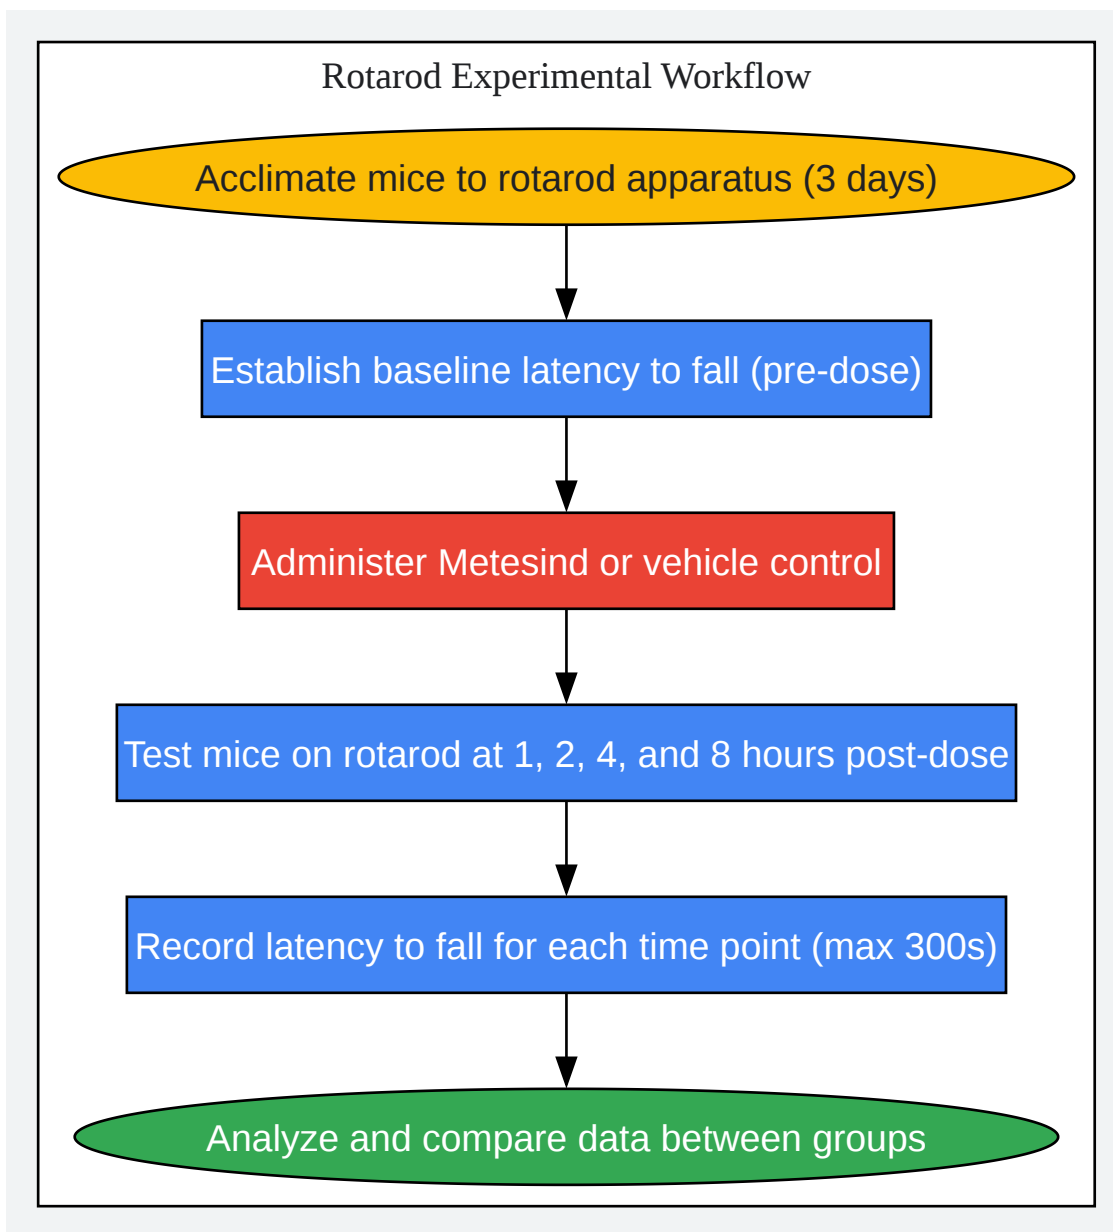 Rotarod Experimental Workflow
Acclimate mice to rotarod apparatus (3 days)
Establish baseline latency to fall (pre-dose)
Administer Metesind or vehicle control
Test mice on rotarod at 1, 2, 4, and 8 hours post-dose
Record latency to fall for each time point (max 300s)
Analyze and compare data between groups